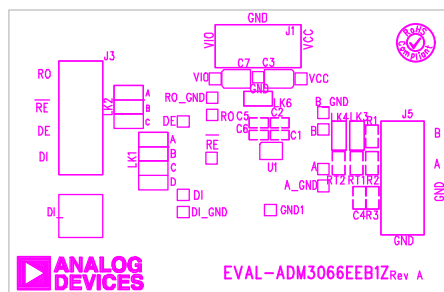 GND
J1
VIO
VCC
RoHS
Compliant
J3
RO
RE
DE
DI
DI_
LK2
A
B
C
LK1
A
B
C
D
VIO
C7
C3
VCC
GND
RO_GND
LK6
RO
C5
C2
C6
C1
DE
RE
U1
DI
DI_GND
GND1
B_GND
B
A
A_GND
LK4
LK3
R1
RT2
RT1
R2
C4
R3
J5
B
A
GND
GND
ANALOG
DEVICES
EVAL-ADM3066EEB1Z Rev A